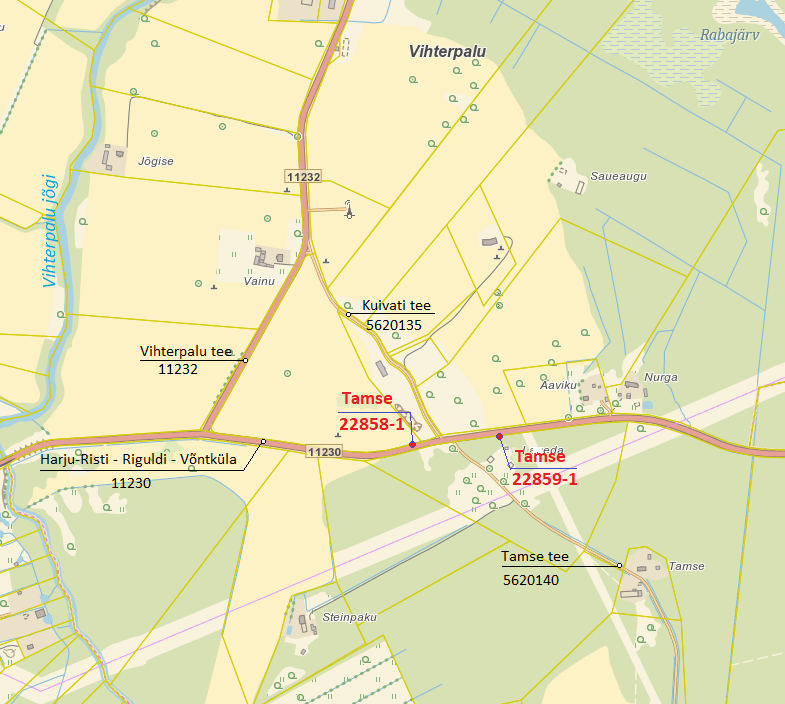 Rabajärv
Vihterpalu
Jõgise
11232
Saueaugu
Vihterpalu jõgi
Vainu
Kuivati tee
5620135
Vihterpalu tee
11232
Nurga
Aaviku
Tamse
22858-1
11230
Harju-Risti - Riguldi - Võntküla
11230
Tamse
22859-1
Tamse tee
5620140
Tamse
Steinpaku